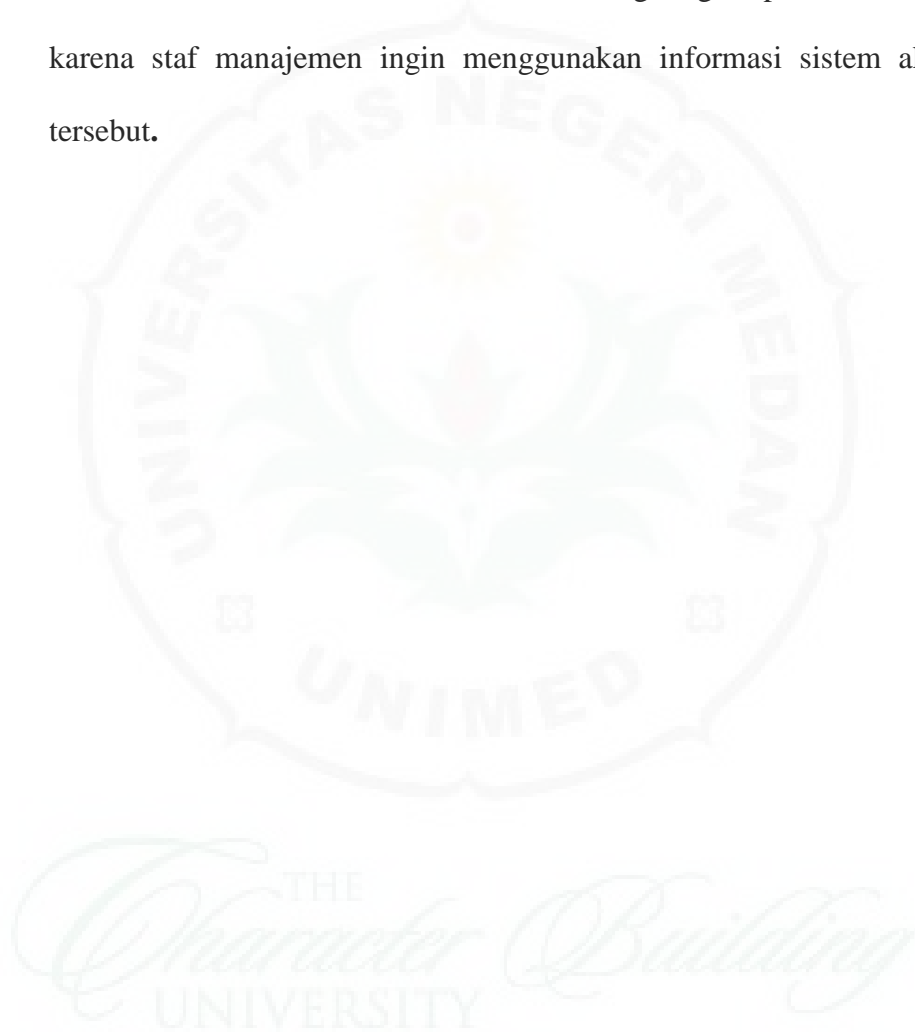 karena staf manajemen ingin menggunakan informasi sistem
tersebut.
UNIVERSITAS NEGERI MEDAN
UNIMED
THE
Character Building
UNIVERSITY